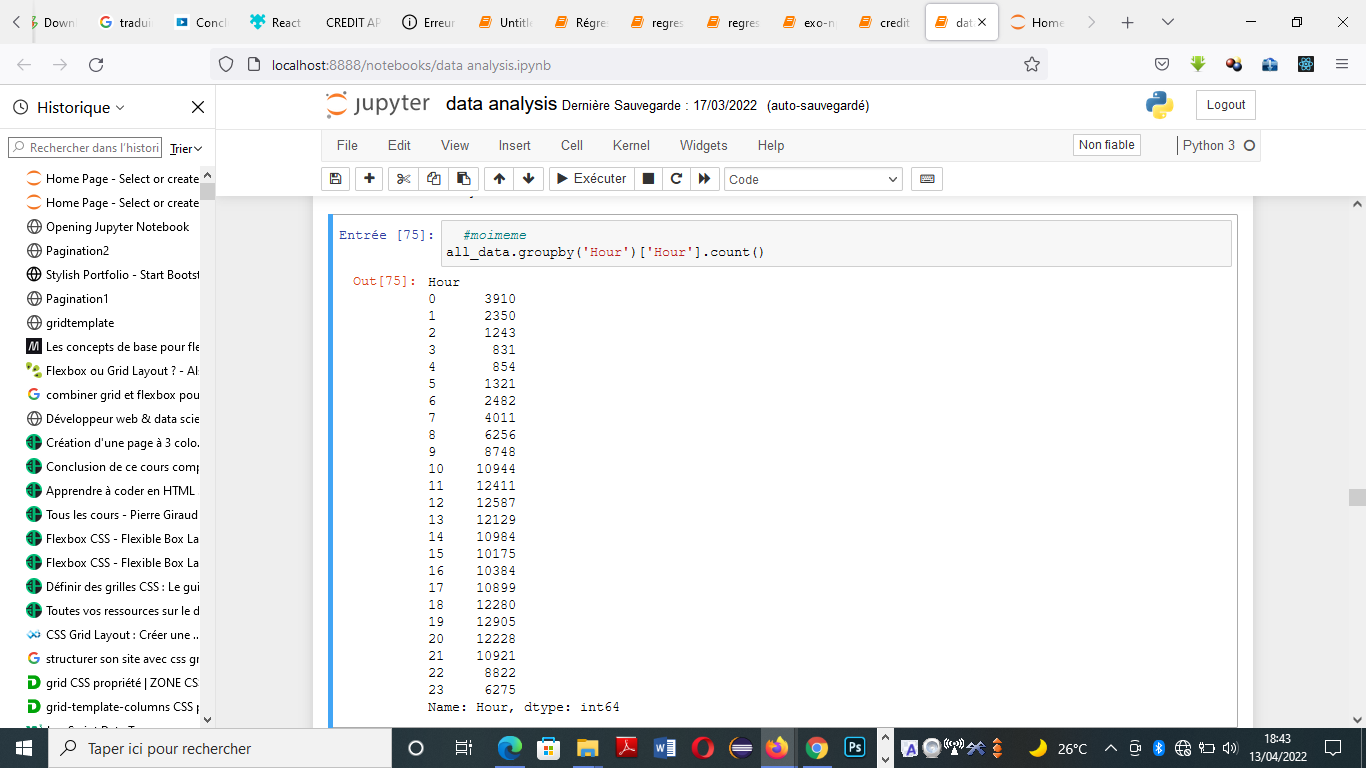 Down
tradui
Concl
React
CREDIT AP
Erreur
Untitle
Régres
regres
regres
exo-n
credit
dat
Home
localhost:8888/notebooks/data analysis.ipynb
Historique
Rechercher dans l'histori
Trier
Home Page - Select or create
Home Page - Select or create
Opening Jupyter Notebook
Pagination2
Stylish Portfolio - Start Bootst
Pagination1
gridtemplate
Les concepts de base pour fle
Flexbox ou Grid Layout ? - Al
combiner grid et flexbox pou
Développeur web & data scie
Création d'une page à 3 colo.
Conclusion de ce cours comp
Apprendre à coder en HTML
Tous les cours - Pierre Giraud
Flexbox CSS - Flexible Box La
Flexbox CSS - Flexible Box La
Définir des grilles CSS : Le gui
Toutes vos ressources sur le d
CSS Grid Layout : Créer une ..
structurer son site avec css gr
grid CSS propriété | ZONE CS
grid-template-columns CSS p
jupyter data analysis Dernière Sauvegarde : 17/03/2022 (auto-sauvegardé)
Logout
File Edit View Insert Cell Kernel Widgets Help
Non fiable
Python 3
Exécuter
Code
Entrée [75]: #moimeme
all_data.groupby('Hour')['Hour'].count()
Out[75]: Hour
0 3910
1 2350
2 1243
3 831
4 854
5 1321
6 2482
7 4011
8 6256
9 8748
10 10944
11 12411
12 12587
13 12129
14 10984
15 10175
16 10384
17 10899
18 12280
19 12905
20 12228
21 10921
22 8822
23 6275
Name: Hour, dtype: int64
Taper ici pour rechercher
26°C
18:43
13/04/2022